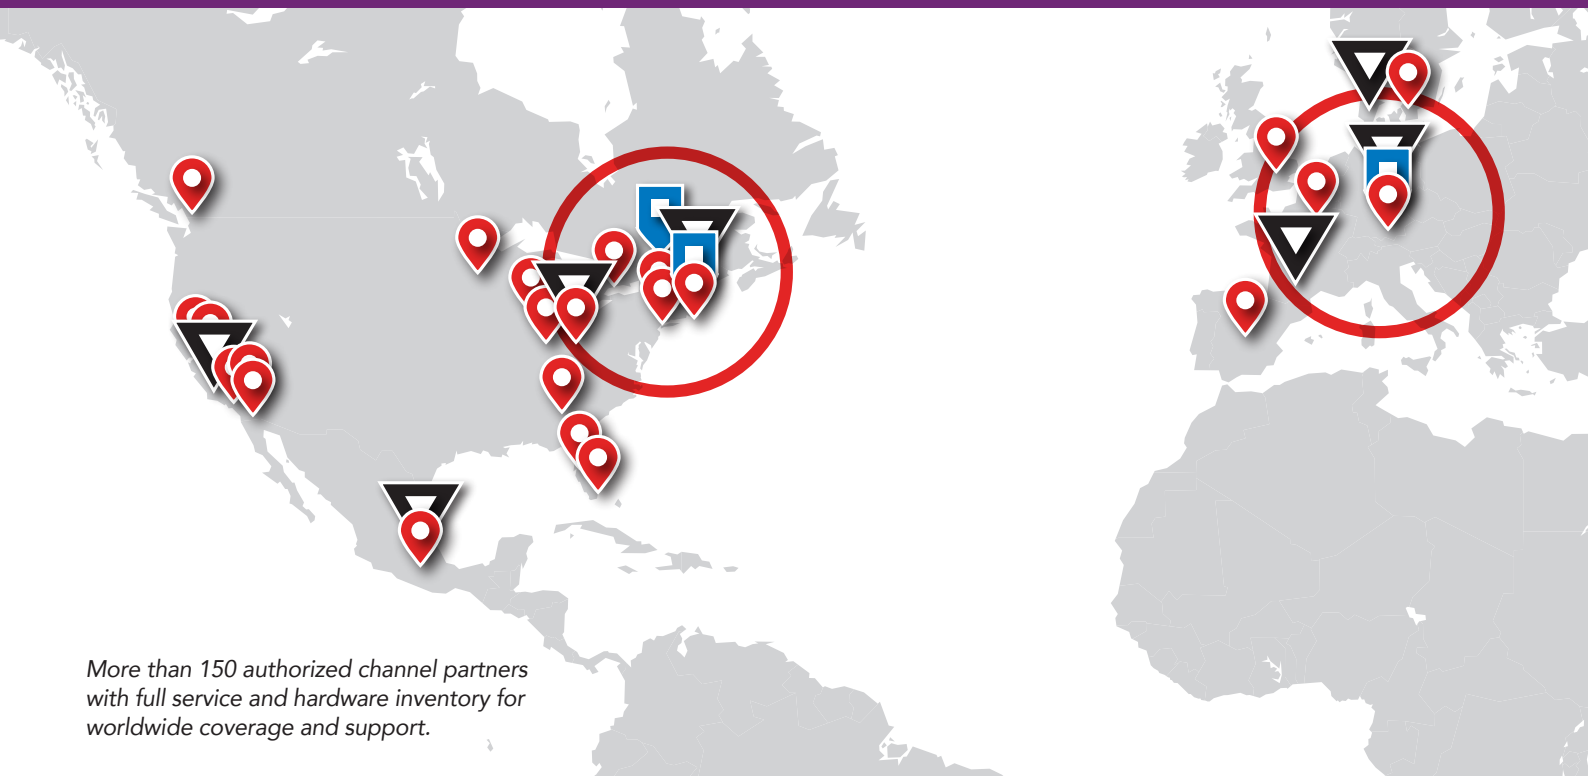 More than 150 authorized channel partners
with full service and hardware inventory for
worldwide coverage and support.